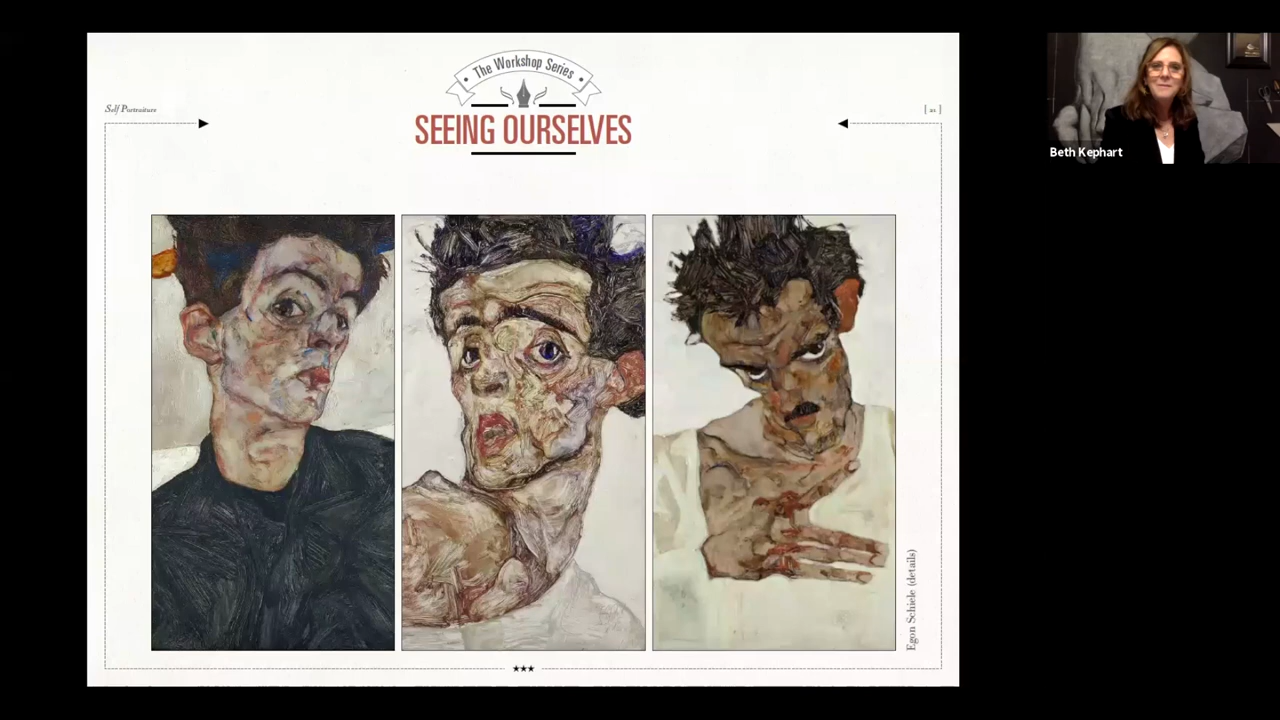 The Workshop Series
Self Portraiture
SEEING OURSELVES
Egon Schiele (details)
Beth Kephart